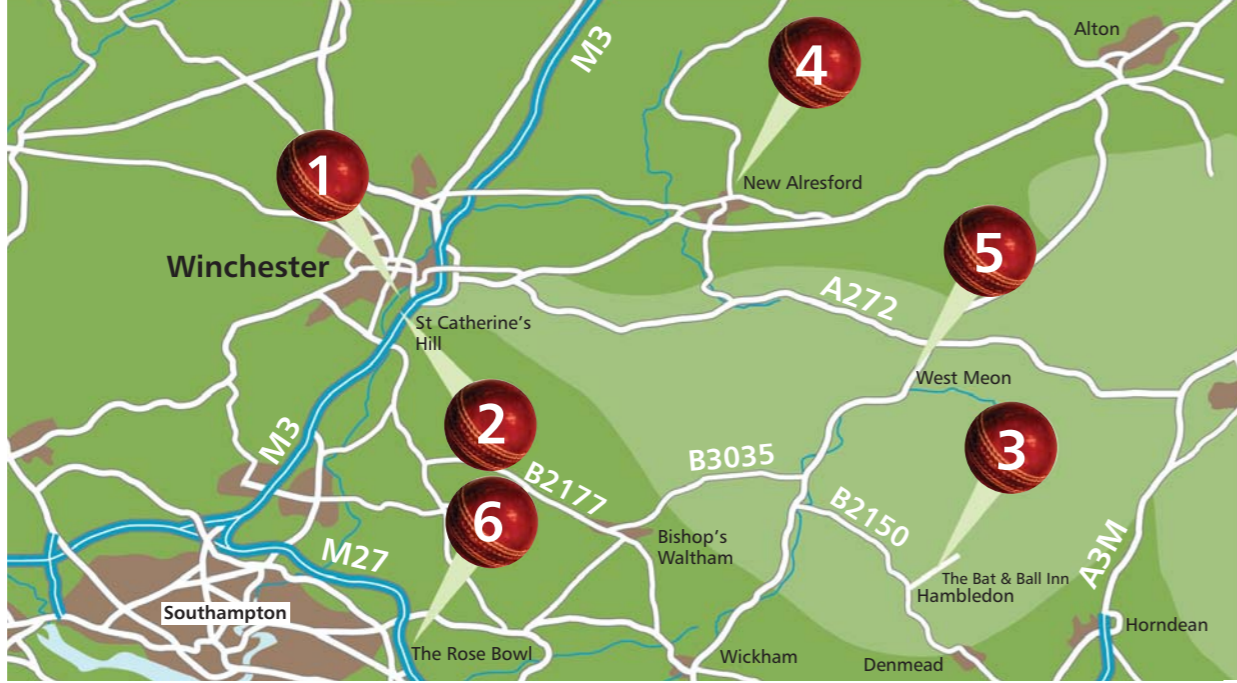 M3
4
Alton
1
New Alresford
5
Winchester
A272
St Catherine's
Hill
West Meon
2
3
M3
B3035
B2177
B2150
6
Bishop's
Waltham
M27
A3M
The Bat & Ball Inn
Hambledon
Southampton
Horndean
The Rose Bowl
Wickham
Denmead